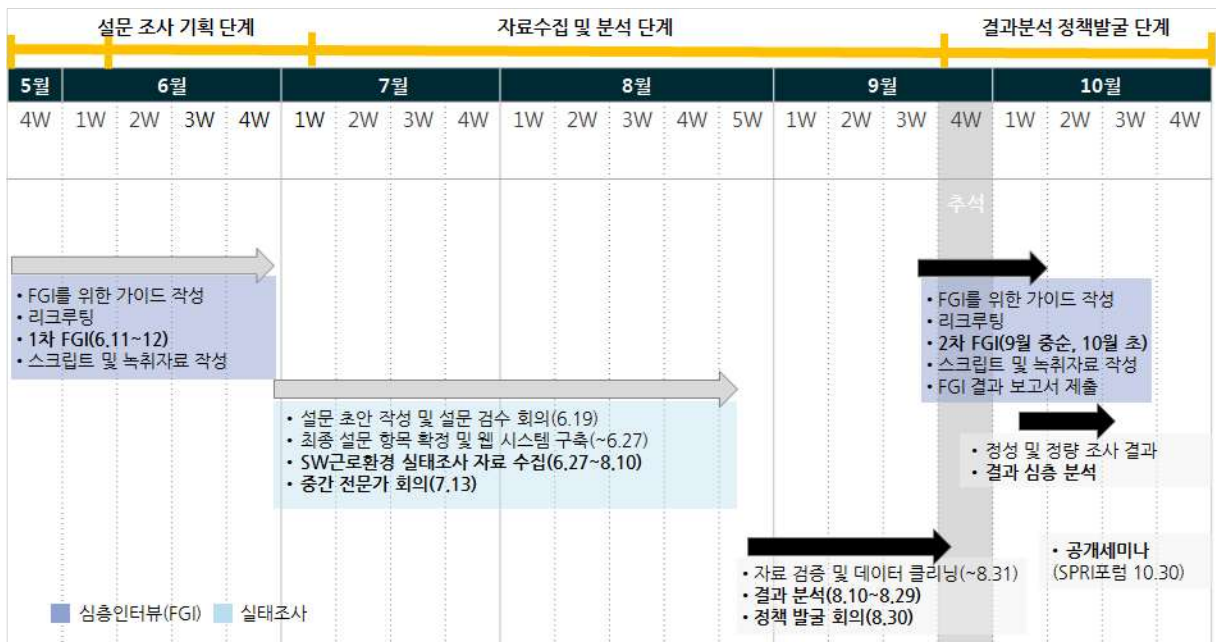 설문 조사 기획 단계 자료수집 및 분석 단계 결과분석 정책발굴 단계
5월 6월 7월 8월 9월 10월
4W 1W 2W 3W 4W 1W 2W 3W 4W 1W 2W 3W 4W 5W 1W 2W 3W 4W 1W 2W 3W 4W
추석
• FGI를 위한 가이드 작성
• 리크루팅
• 1차 FGI(6.11~12)
• 스크립트 및 녹취자료 작성
• FGI를 위한 가이드 작성
• 리크루팅
• 2차 FGI(9월 중순, 10월 초)
• 스크립트 및 녹취자료 작성
• FGI 결과 보고서 제출
• 설문 초안 작성 및 설문 검수 회의(6.19)
• 최종 설문 항목 확정 및 웹 시스템 구축(~6.27)
• SW근로환경 실태조사 자료 수집(6.27~8.10)
• 중간 전문가 회의(7.13)
• 정성 및 정량 조사 결과
• 결과 심층 분석
• 자료 검증 및 데이터 클리닝(~8.31)
• 결과 분석(8.10~8.29)
• 정책 발굴 회의(8.30)
• 공개세미나
(SPRI포럼 10.30)
심층인터뷰(FGI) 실태조사